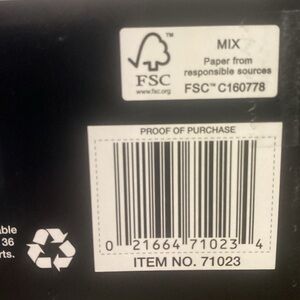 MIX
Paper from
responsible sources
FSC™ C160778
FSC™
www.fsc.org
PROOF OF PURCHASE
0 21664 71023 4
ITEM NO. 71023
able
36
rts.